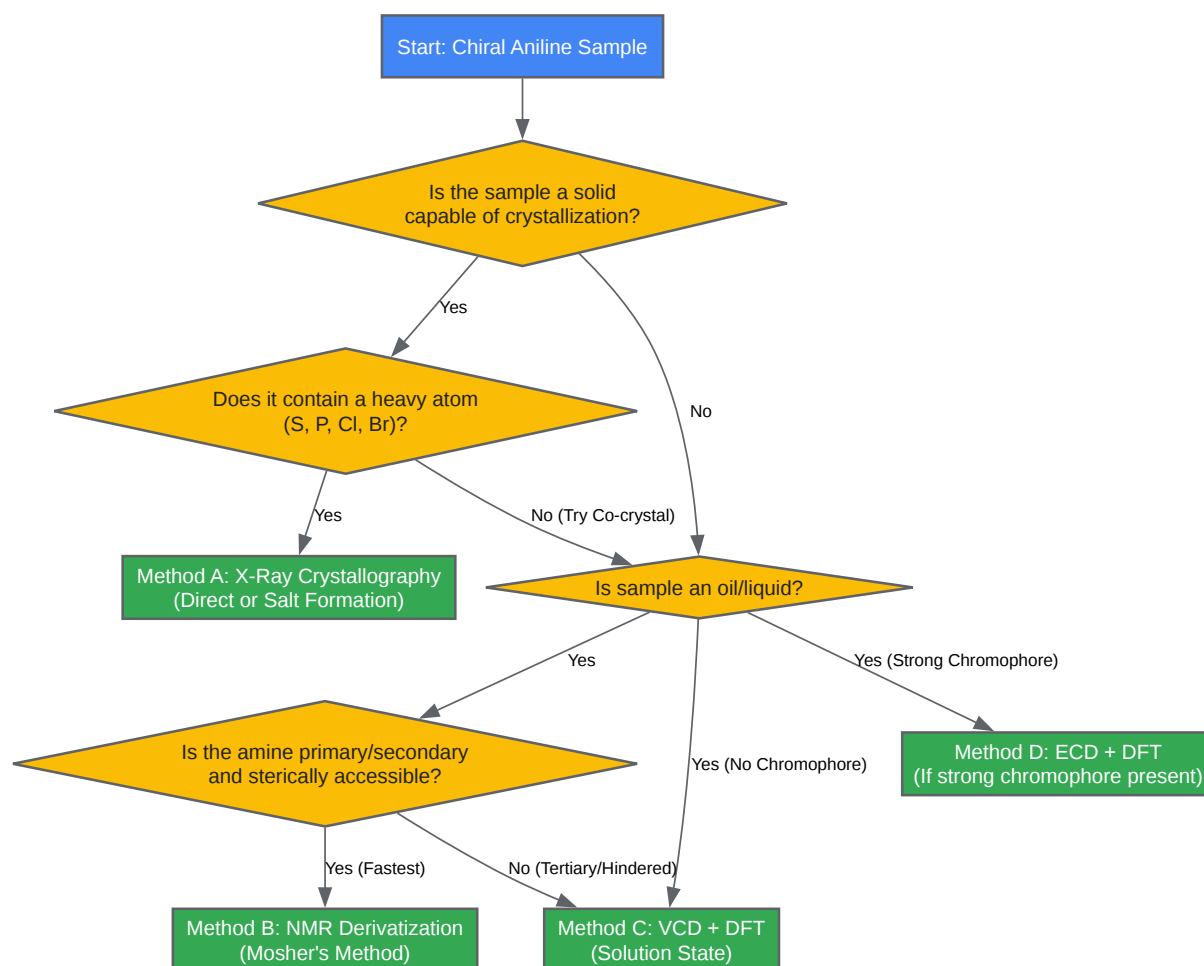 Start: Chiral Aniline Sample
Is the sample a solid
capable of crystallization?
Yes
No
Does it contain a heavy atom
(S, P, Cl, Br)?
Yes
No (Try Co-crystal)
Method A: X-Ray Crystallography
(Direct or Salt Formation)
Is sample an oil/liquid?
Yes
Yes (No Chromophore)
Yes (Strong Chromophore)
Is the amine primary/secondary
and sterically accessible?
Method D: ECD + DFT
(If strong chromophore present)
Yes (Fastest)
No (Tertiary/Hindered)
Method B: NMR Derivatization
(Mosher's Method)
Method C: VCD + DFT
(Solution State)